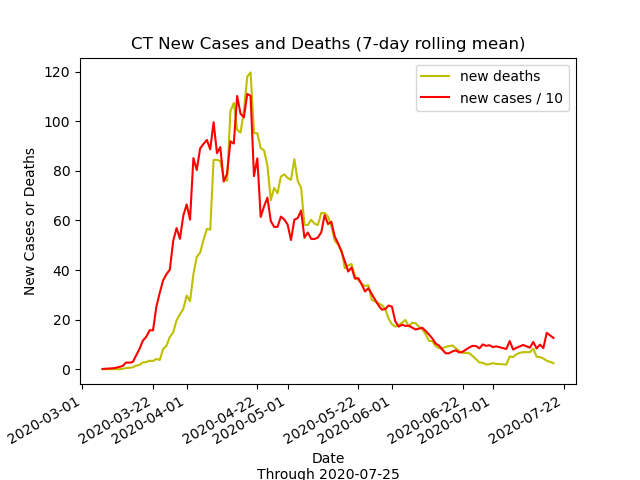 CT New Cases and Deaths (7-day rolling mean)
new deaths
new cases / 10
New Cases or Deaths
120
100
80
60
40
20
0
2020-03-01
2020-03-22
2020-04-01
2020-04-22
2020-05-01
2020-05-22
2020-06-01
2020-06-22
2020-07-01
2020-07-22
Date
Through 2020-07-25